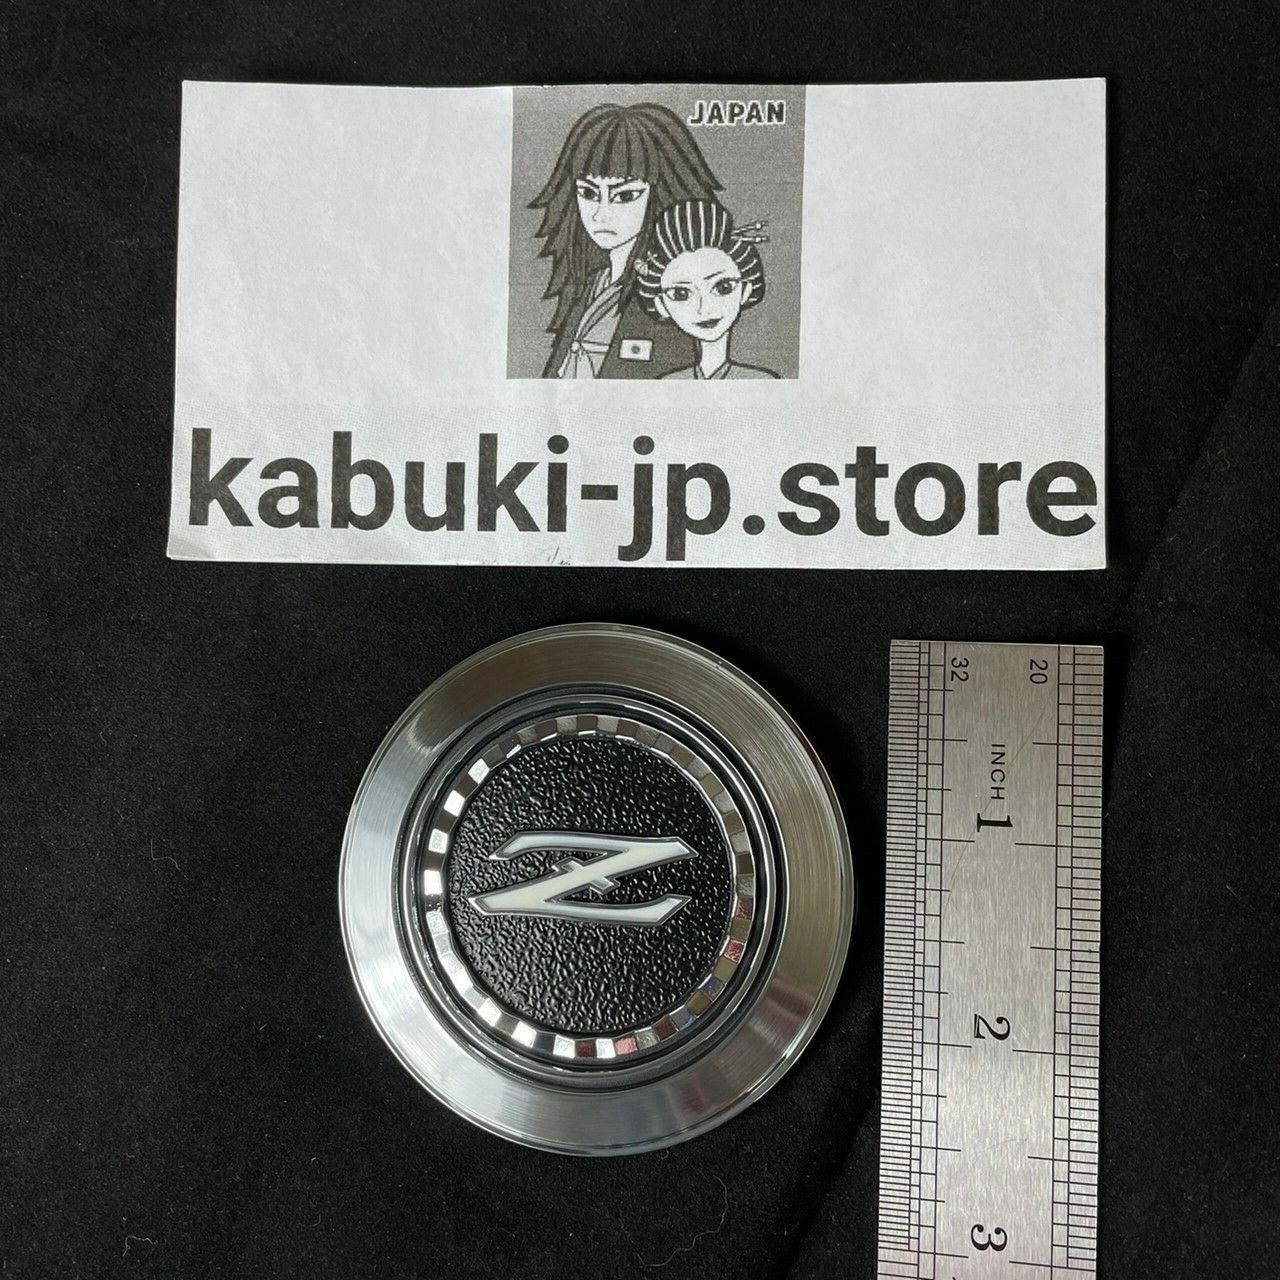 JAPAN
kabuki-jp.store
Z
32
20
INCH
1
2
3